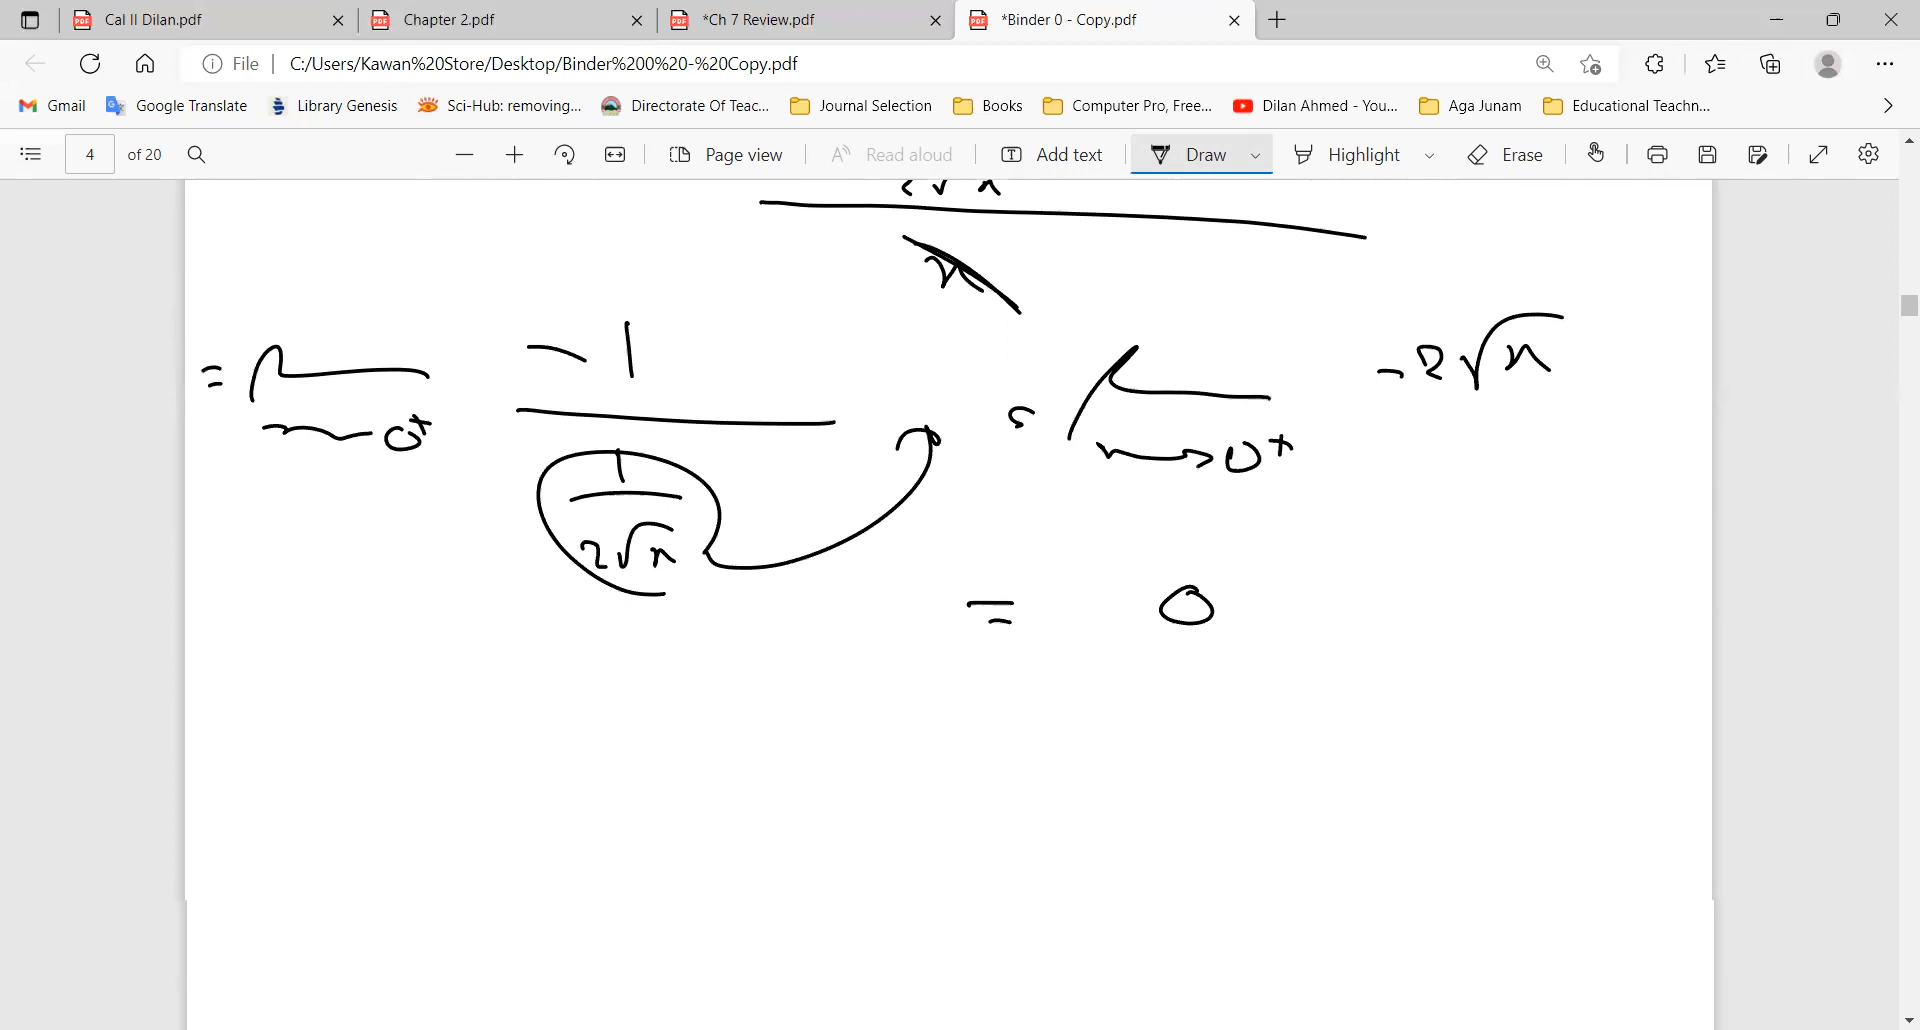 Cal II Dilan.pdf
Chapter 2.pdf
*Ch 7 Review.pdf
*Binder 0 - Copy.pdf
File
C:/Users/Kawan%20Store/Desktop/Binder%200%20-%20Copy.pdf
Gmail
Google Translate
Library Genesis
Sci-Hub: removing...
Directorate Of Teac...
Journal Selection
Books
Computer Pro, Free...
Dilan Ahmed - You...
Aga Junam
Educational Teachn...
4 of 20
Page view
Read aloud
Add text
Draw
Highlight
Erase
x
= → 0+
-1
1
2√x
= x → 0+ -2√x
= 0